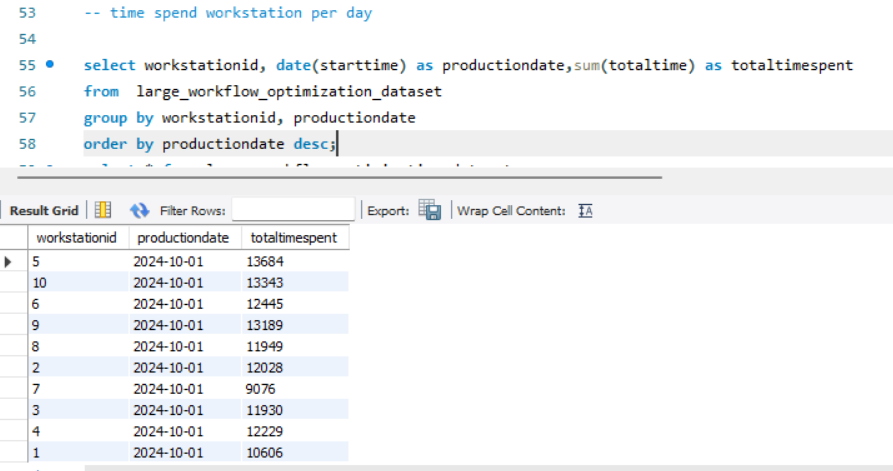 53 -- time spend workstation per day
54
55 select workstationid, date(starttime) as productiondate,sum(totaltime) as totaltimespent
56 from large_workflow_optimization_dataset
57 group by workstationid, productiondate
58 order by productiondate desc;
Result Grid Filter Rows: Export: Wrap Cell Content:
workstationid productiondate totaltimespent
5 2024-10-01 13684
10 2024-10-01 13343
6 2024-10-01 12445
9 2024-10-01 13189
8 2024-10-01 11949
2 2024-10-01 12028
7 2024-10-01 9076
3 2024-10-01 11930
4 2024-10-01 12229
1 2024-10-01 10606